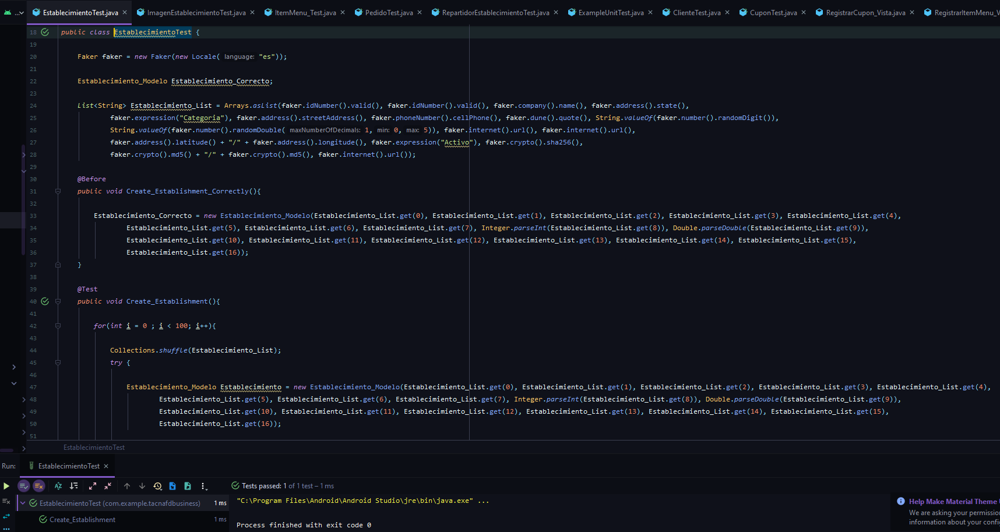 ... EstablecimientoTest.java × ImagenEstablecimientoTest.java × ItemMenu_Test.java × PedidoTest.java × RepartidorEstablecimientoTest.java × ExampleUnitTest.java × ClienteTest.java × CuponTest.java × RegistrarCupon_Vista.java × RegistrarItemMenu_V
18 public class EstablecimientoTest {
19
20 Faker faker = new Faker(new Locale( language: "es"));
21
22 Establecimiento_Modelo Establecimiento_Correcto;
23
24 List<String> Establecimiento_List = Arrays.asList(faker.idNumber().valid(), faker.idNumber().valid(), faker.company().name(), faker.address().state(),
25 faker.expression("Categoria"), faker.address().streetAddress(), faker.phoneNumber().cellPhone(), faker.dune().quote(), String.valueOf(faker.number().randomDigit()),
26 String.valueOf(faker.number().randomDouble( maxNumberOfDecimals: 1, min: 0, max: 5)), faker.internet().url(), faker.internet().url(),
27 faker.address().latitude() + "/" + faker.address().longitude(), faker.expression("Activo"), faker.crypto().sha256(),
28 faker.crypto().md5() + "/" + faker.crypto().md5(), faker.internet().url());
29
30 @Before
31 public void Create_Establishment_Correctly(){
32
33 Establecimiento_Correcto = new Establecimiento_Modelo(Establecimiento_List.get(0), Establecimiento_List.get(1), Establecimiento_List.get(2), Establecimiento_List.get(3), Establecimiento_List.get(4),
34 Establecimiento_List.get(5), Establecimiento_List.get(6), Establecimiento_List.get(7), Integer.parseInt(Establecimiento_List.get(8)), Double.parseDouble(Establecimiento_List.get(9)),
35 Establecimiento_List.get(10), Establecimiento_List.get(11), Establecimiento_List.get(12), Establecimiento_List.get(13), Establecimiento_List.get(14), Establecimiento_List.get(15),
36 Establecimiento_List.get(16));
37 }
38
39 @Test
40 public void Create_Establishment(){
41
42 for(int i = 0 ; i < 100; i++){
43
44 Collections.shuffle(Establecimiento_List);
45 try {
46
47 Establecimiento_Modelo Establecimiento = new Establecimiento_Modelo(Establecimiento_List.get(0), Establecimiento_List.get(1), Establecimiento_List.get(2), Establecimiento_List.get(3), Establecimiento_List.get(4),
48 Establecimiento_List.get(5), Establecimiento_List.get(6), Establecimiento_List.get(7), Integer.parseInt(Establecimiento_List.get(8)), Double.parseDouble(Establecimiento_List.get(9)),
49 Establecimiento_List.get(10), Establecimiento_List.get(11), Establecimiento_List.get(12), Establecimiento_List.get(13), Establecimiento_List.get(14), Establecimiento_List.get(15),
50 Establecimiento_List.get(16));
51
EstablecimientoTest
Run: EstablecimientoTest ×
Tests passed: 1 of 1 test – 1 ms
EstablecimientoTest (com.example.tacnafdbusiness) 1 ms
Create_Establishment 1 ms
"C:\Program Files\Android\Android Studio\jre\bin\java.exe" ...
Process finished with exit code 0
Help Make Material Theme U
We are asking your permission
information about your config